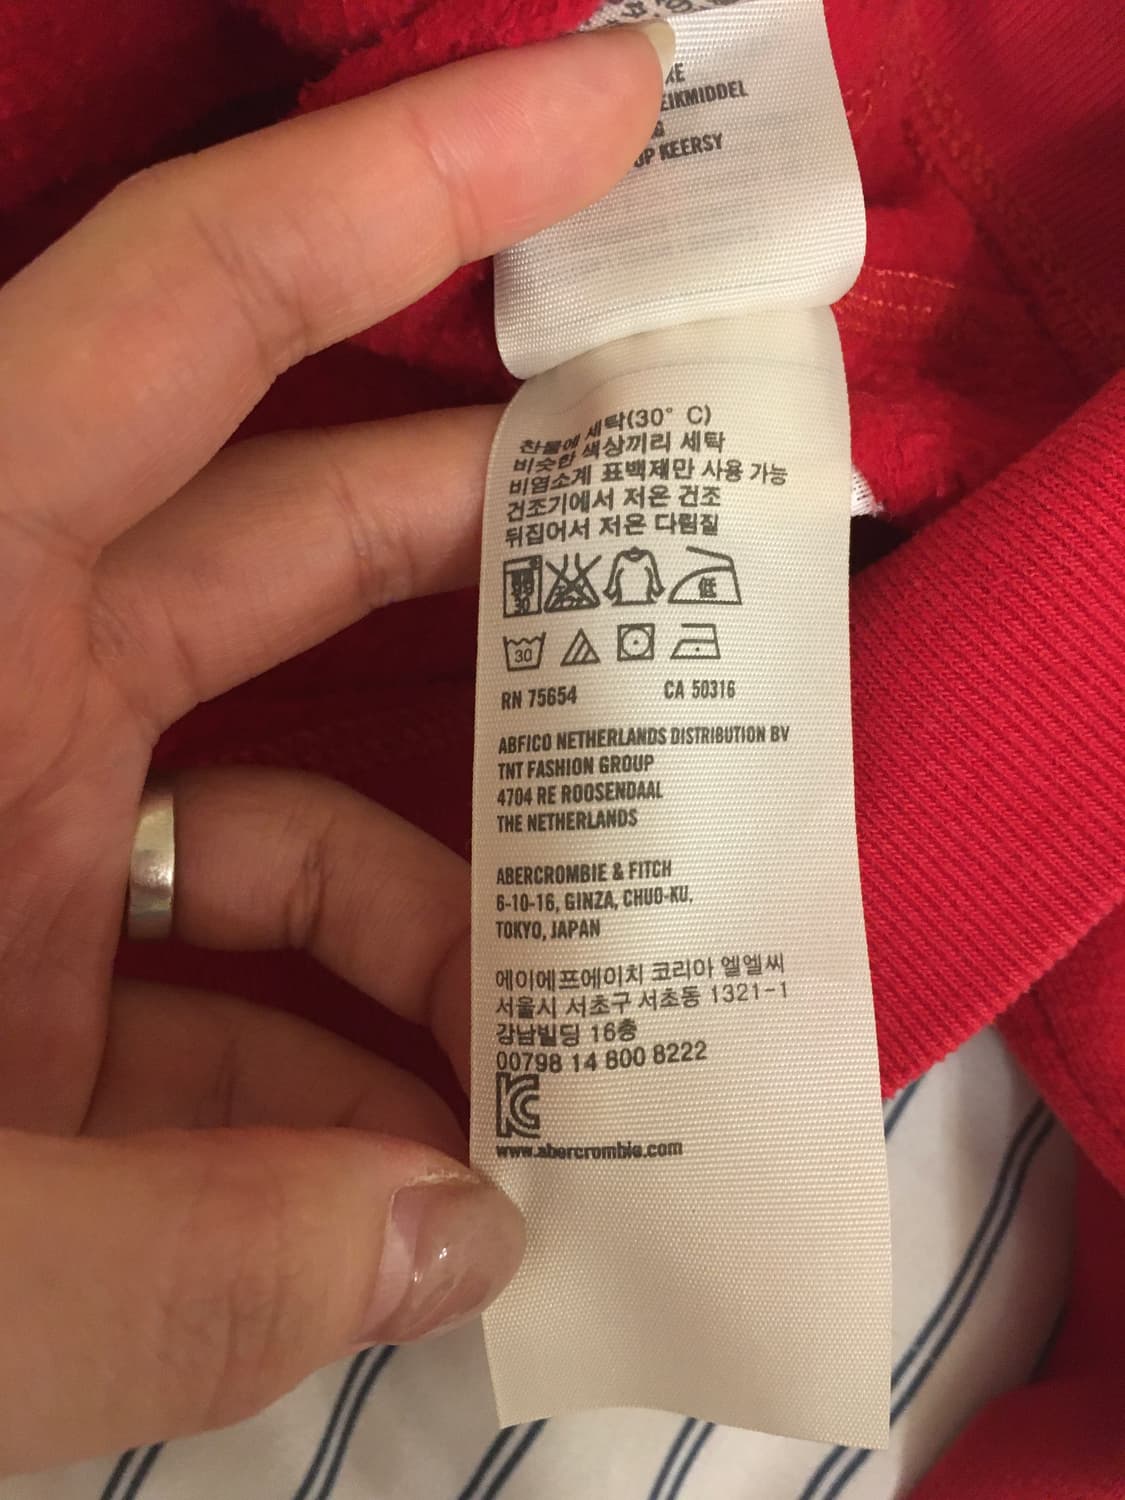 KEERSY
찬물에 세탁(30° C)
비슷한 색상끼리 세탁
비염소계 표백제만 사용 가능
건조기에서 저온 건조
뒤집어서 저온 다림질
30
低
30
RN 75654 CA 50316
ABFICO NETHERLANDS DISTRIBUTION BV
TNT FASHION GROUP
4704 RE ROOSENDAAL
THE NETHERLANDS
ABERCROMBIE & FITCH
6-10-16, GINZA, CHUO-KU,
TOKYO, JAPAN
에이에프에이치 코리아 엘엘씨
서울시 서초구 서초동 1321-1
강남빌딩 16층
00798 14 800 8222
KC
www.abercrombie.com